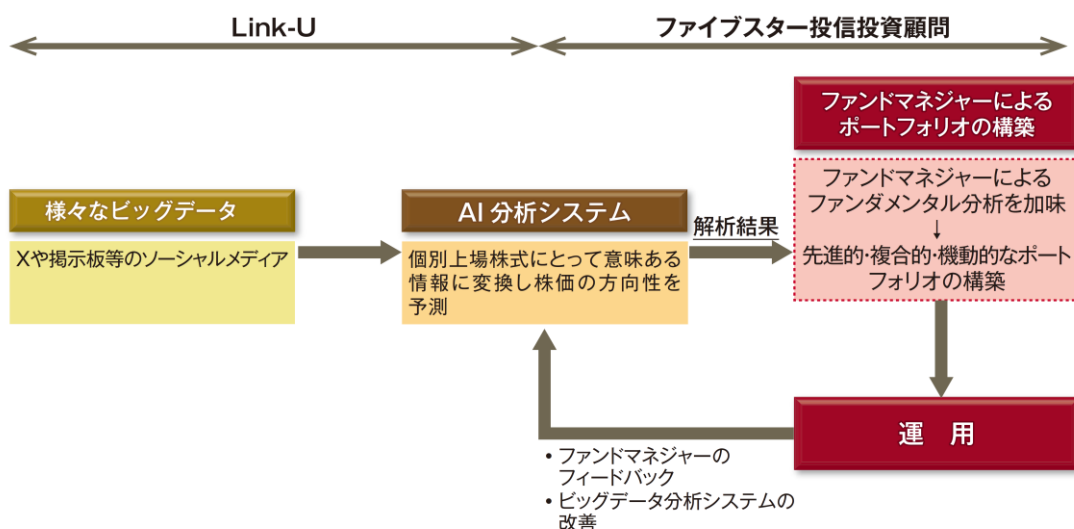 Link-U
ファイブスター投信投資顧問
様々なビッグデータ
Xや掲示板等のソーシャルメディア
AI 分析システム
個別上場株式にとって意味ある
情報に変換し株価の方向性を
予測
解析結果
ファンドマネジャーによる
ポートフォリオの構築
ファンドマネジャーによる
ファンダメンタル分析を加味
↓
先進的・複合的・機動的なポート
フォリオの構築
運 用
• ファンドマネジャーの
フィードバック
• ビッグデータ分析システムの
改善